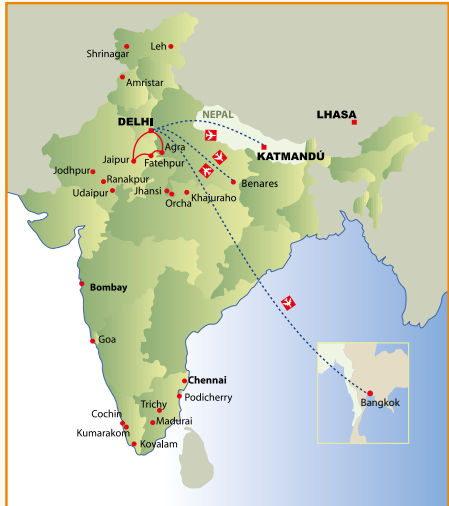 Leh
Shrinagar
Amristar
NEPAL
LHASA
DELHI
Agra
KATMANDÚ
Jaipur
Fatehpur
Jodhpur
Ranakpur
Benares
Udaipur
Jhansi
Khajuraho
Orcha
Bombay
Goa
Chennai
Podicherry
Bangkok
Trichy
Cochin
Madurai
Kumarakom
Kovalam